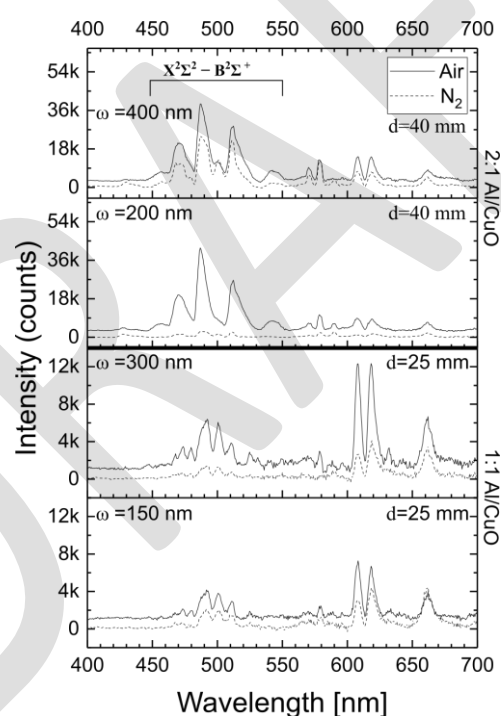 400 450 500 550 600 650 700
X²Σ² – B²Σ⁺
Air
N₂
54k
36k
18k
0
ω =400 nm
d=40 mm
2:1 Al/CuO
54k
36k
18k
0
ω =200 nm
d=40 mm
Intensity (counts)
12k
8k
4k
0
ω =300 nm
d=25 mm
1:1 Al/CuO
12k
8k
4k
0
ω =150 nm
d=25 mm
400 450 500 550 600 650 700
Wavelength [nm]